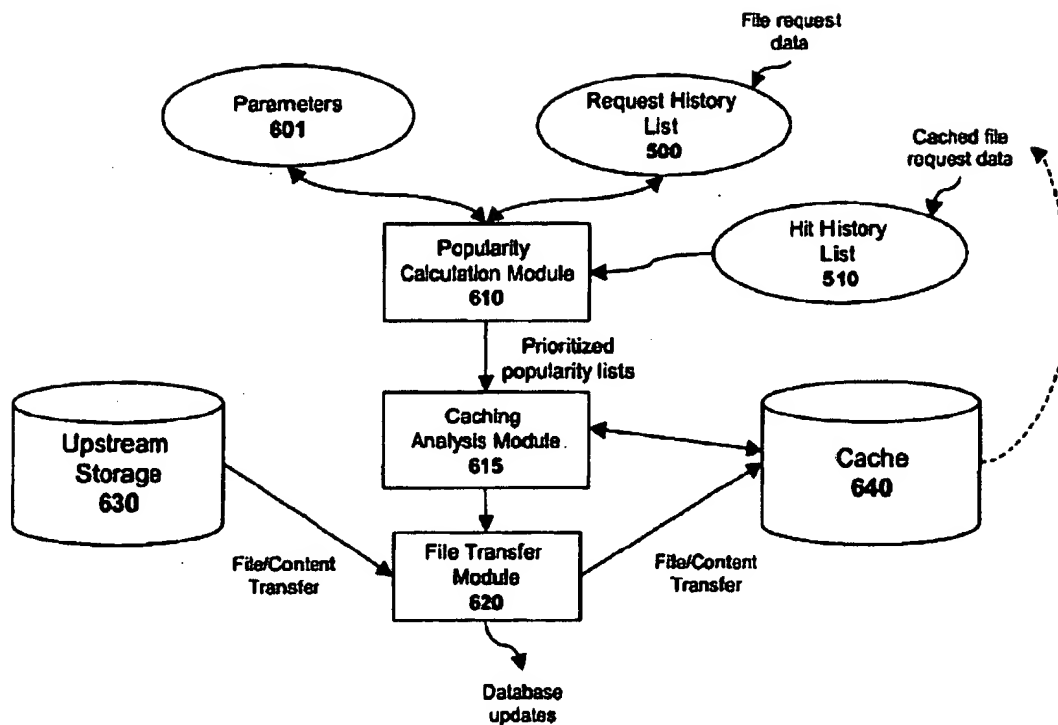 File request
data
Parameters
601
Request History
List
500
Cached file
request data
Hit History
List
510
Popularity
Calculation Module
610
Prioritized
popularity lists
Upstream
Storage
630
Caching
Analysis Module
615
Cache
640
File/Content
Transfer
File Transfer
Module
620
File/Content
Transfer
Database
updates